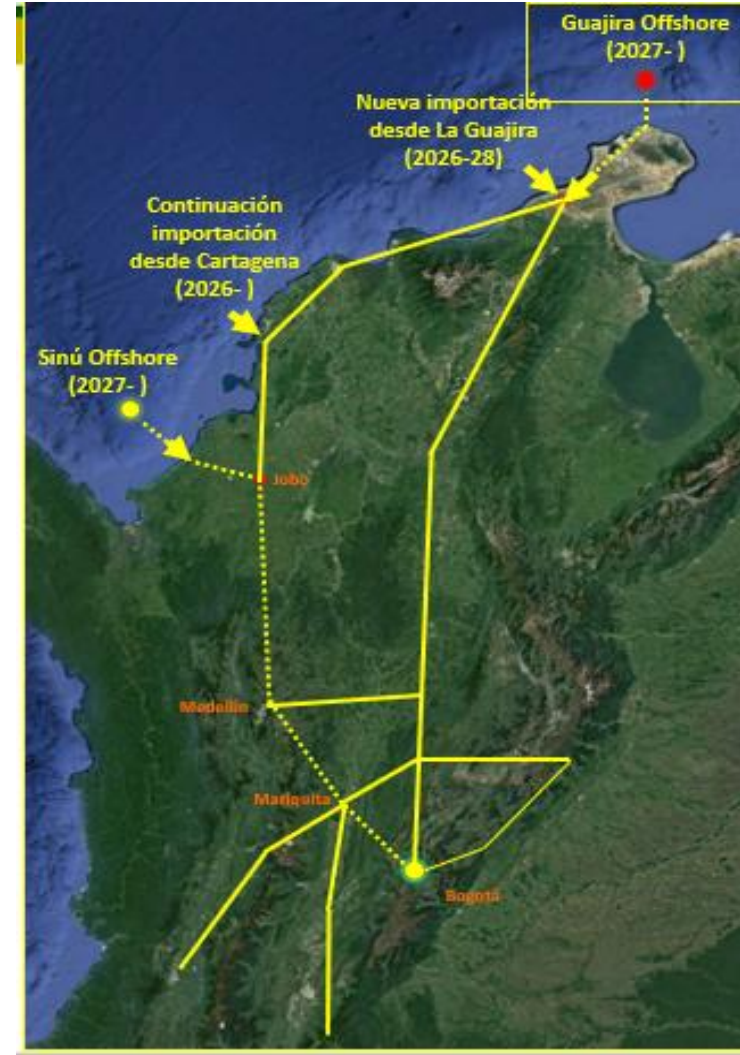 Guajira Offshore
(2027- )
Nueva importación
desde La Guajira
(2026-28)
Continuación
importación
desde Cartagena
(2026- )
Sinú Offshore
(2027- )
Jobo
Medellín
Mariquita
Bogotá